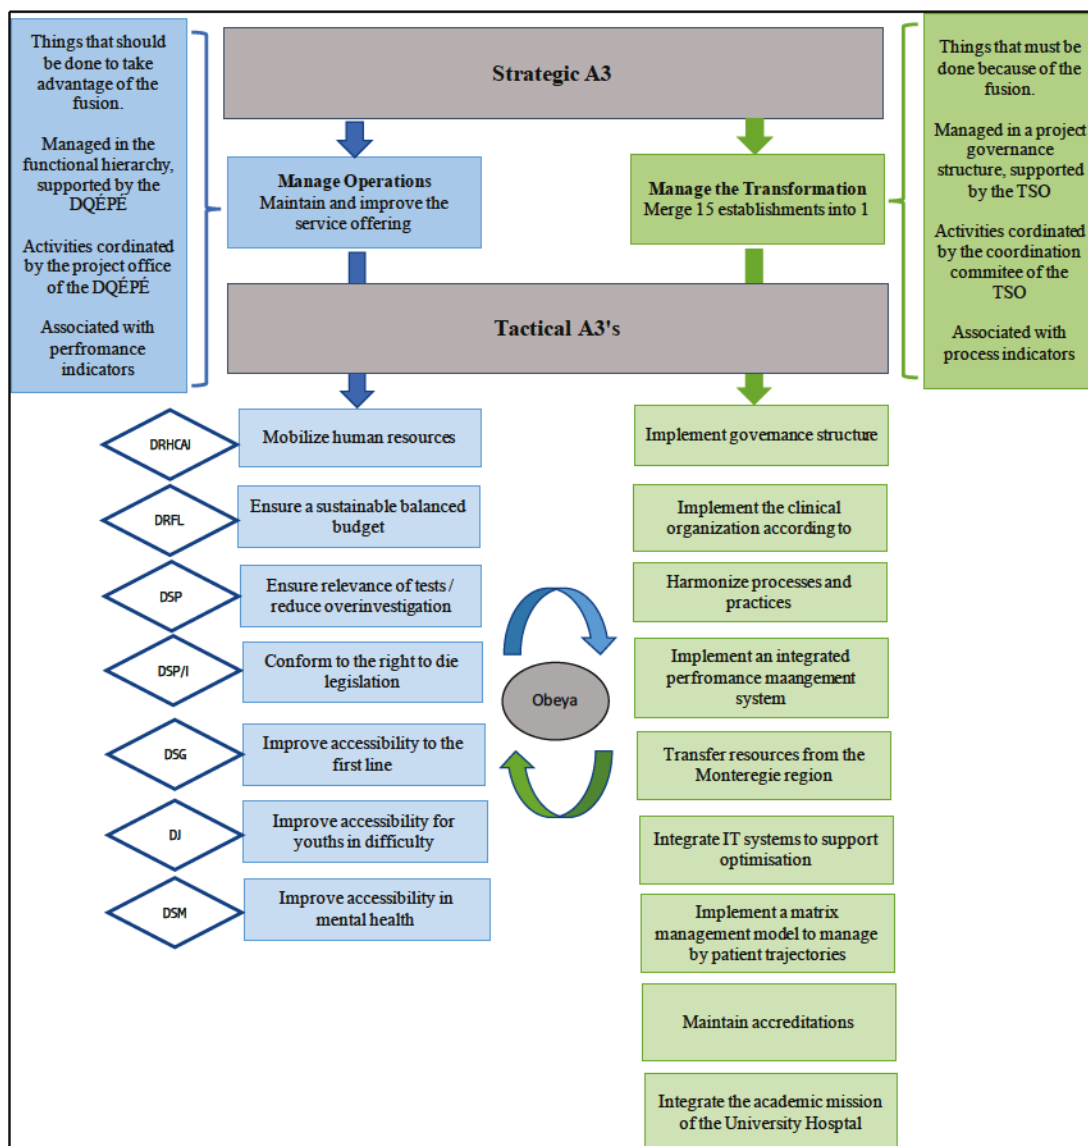 Things that should
be done to take
advantage of the
fusion.
Managed in the
functional hierarchy,
supported by the
DQÉPÉ
Activities cordinated
by the project office
of the DQÉPÉ
Associated with
perfromance
indicators
Strategic A3
Things that must be
done because of the
fusion.
Managed in a project
governance
structure, supported
by the TSO
Activities cordinated
by the coordination
commitee of the
TSO
Associated with
process indicators
Manage Operations
Maintain and improve the
service offering
Manage the Transformation
Merge 15 establishments into 1
Tactical A3's
DRHCAJ
Mobilize human resources
DRFL
Ensure a sustainable balanced
budget
DSP
Ensure relevance of tests /
reduce overinvestigation
DSP/I
Conform to the right to die
legislation
DSG
Improve accessibility to the
first line
DJ
Improve accessibility for
youths in difficulty
DSM
Improve accessibility in
mental health
Obeya
Implement governance structure
Implement the clinical
organization according to
Harmonize processes and
practices
Implement an integrated
perfromance maangement
system
Transfer resources from the
Monteregie region
Integrate IT systems to support
optimisation
Implement a matrix
management model to manage
by patient trajectories
Maintain accreditations
Integrate the academic mission
of the University Hosptal